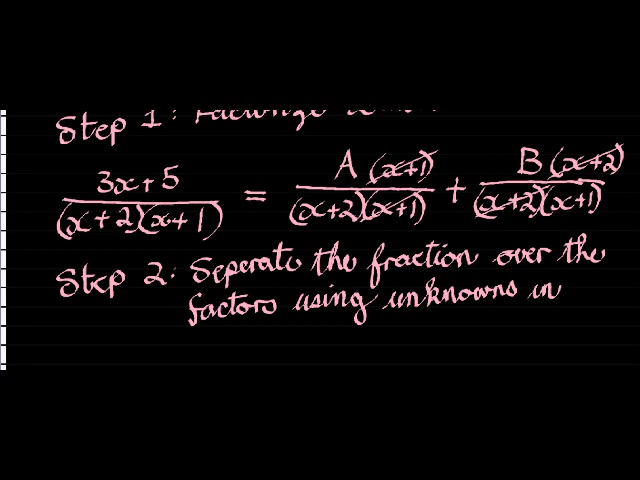 Step 1: Factorize
3x+5 / (x+2)(x+1) = A(x+1) / (x+2)(x+1) + B(x+2) / (x+2)(x+1)
Step 2: Seperate the fraction over the
factors using unknowns in